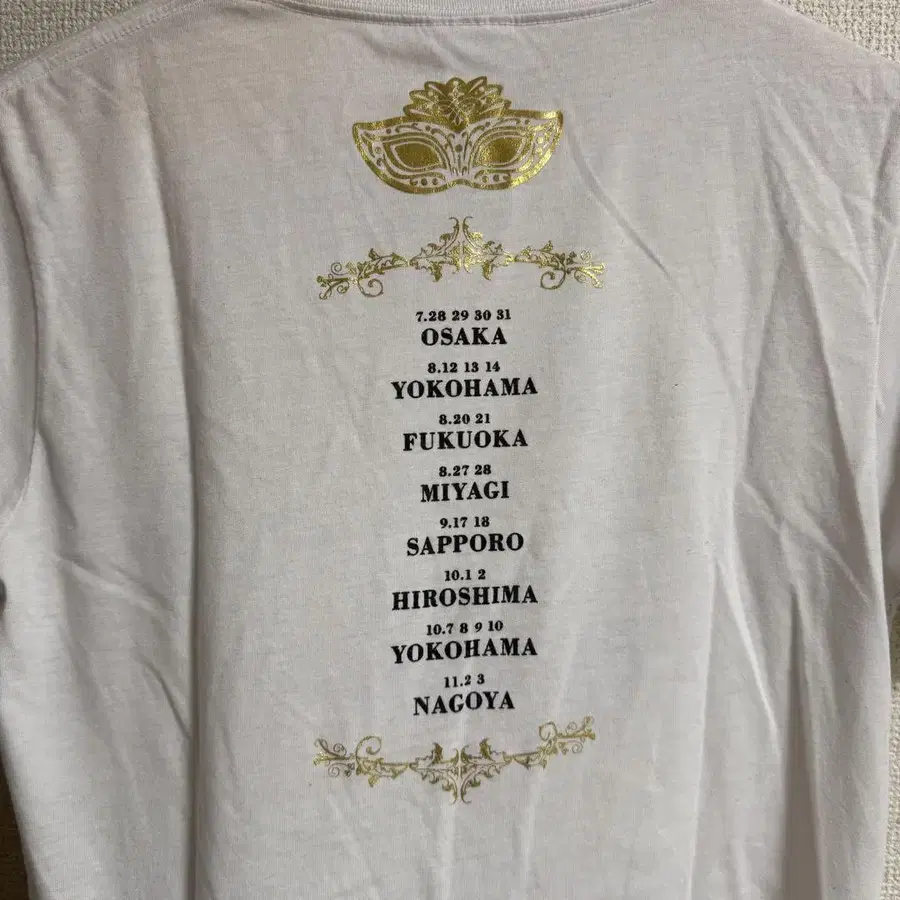 7.28 29 30 31
OSAKA
8.12 13 14
YOKOHAMA
8.20 21
FUKUOKA
8.27 28
MIYAGI
9.17 18
SAPPORO
10.1 2
HIROSHIMA
10.7 8 9 10
YOKOHAMA
11.2 3
NAGOYA